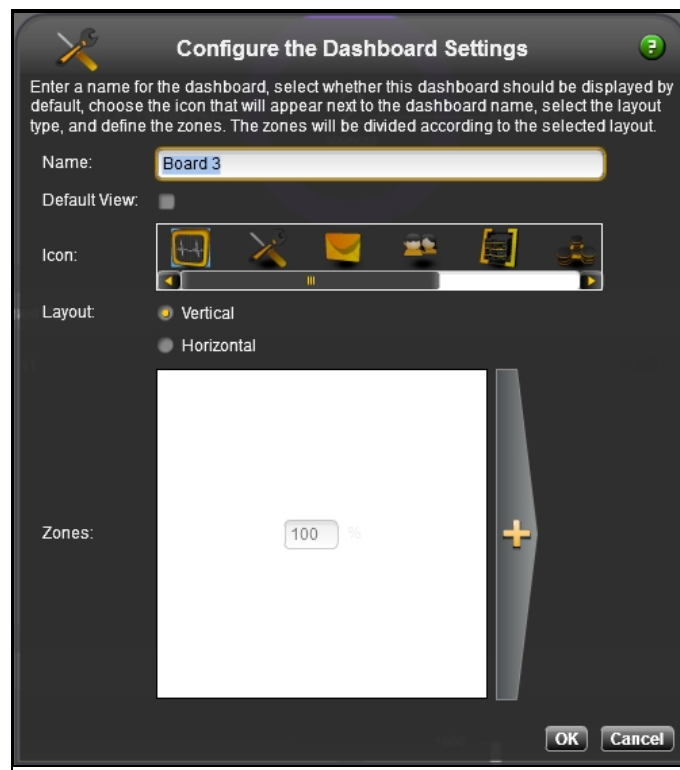 Configure the Dashboard Settings
?
Enter a name for the dashboard, select whether this dashboard should be displayed by
default, choose the icon that will appear next to the dashboard name, select the layout
type, and define the zones. The zones will be divided according to the selected layout.
Name: Board 3
Default View:
Icon:
Layout: Vertical
Horizontal
Zones: 100 %
OK Cancel